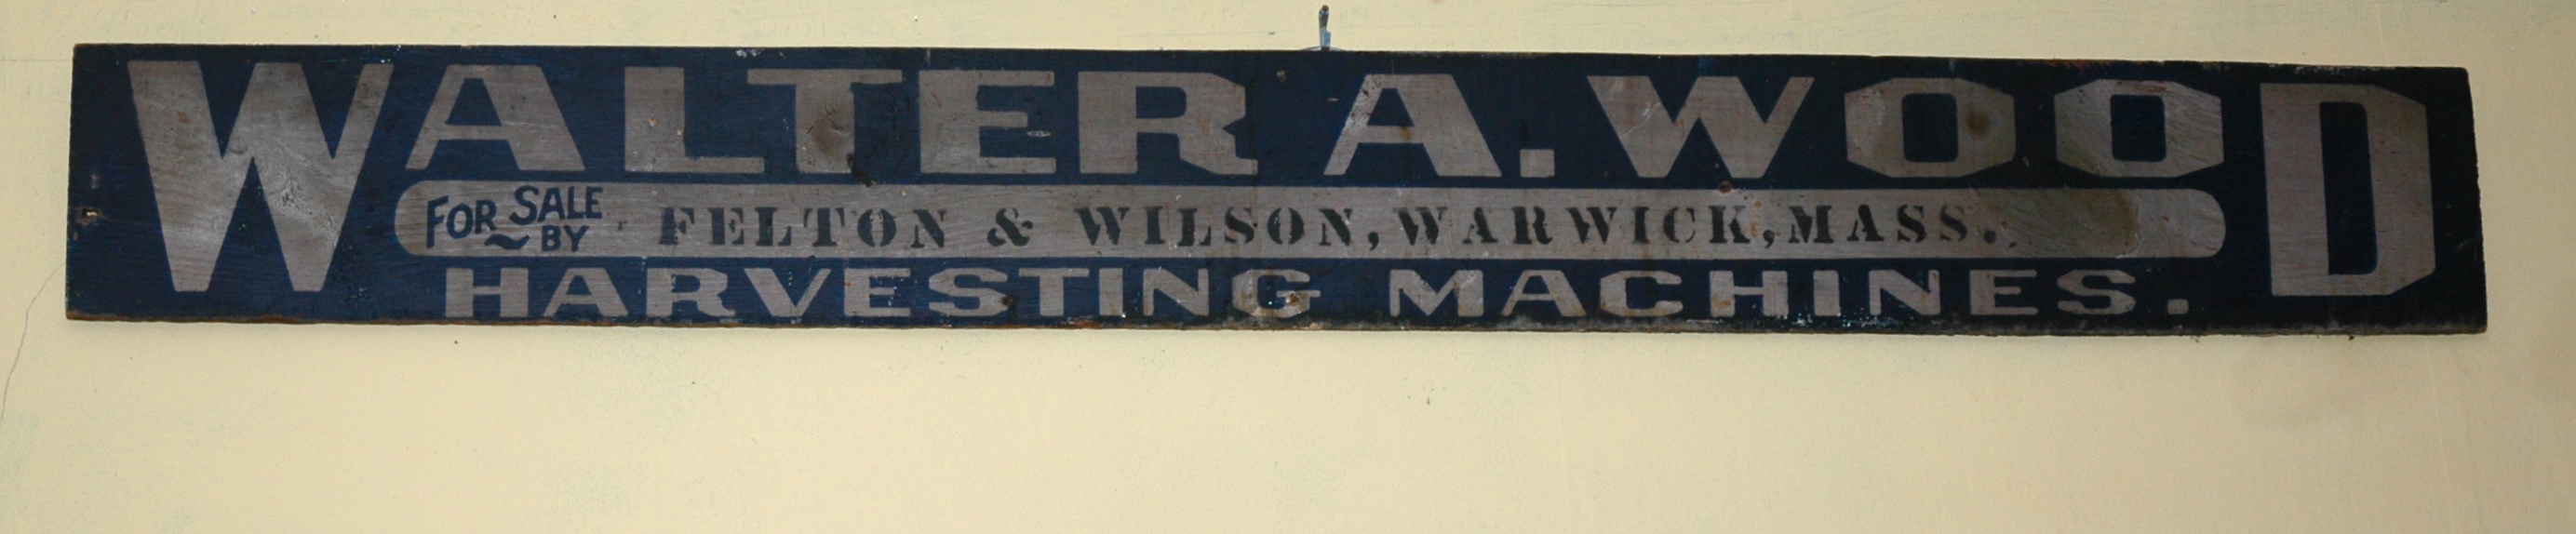 WALTER A. WOOD
FOR SALE BY FELTON & WILSON, WARWICK, MASS.
HARVESTING MACHINES.